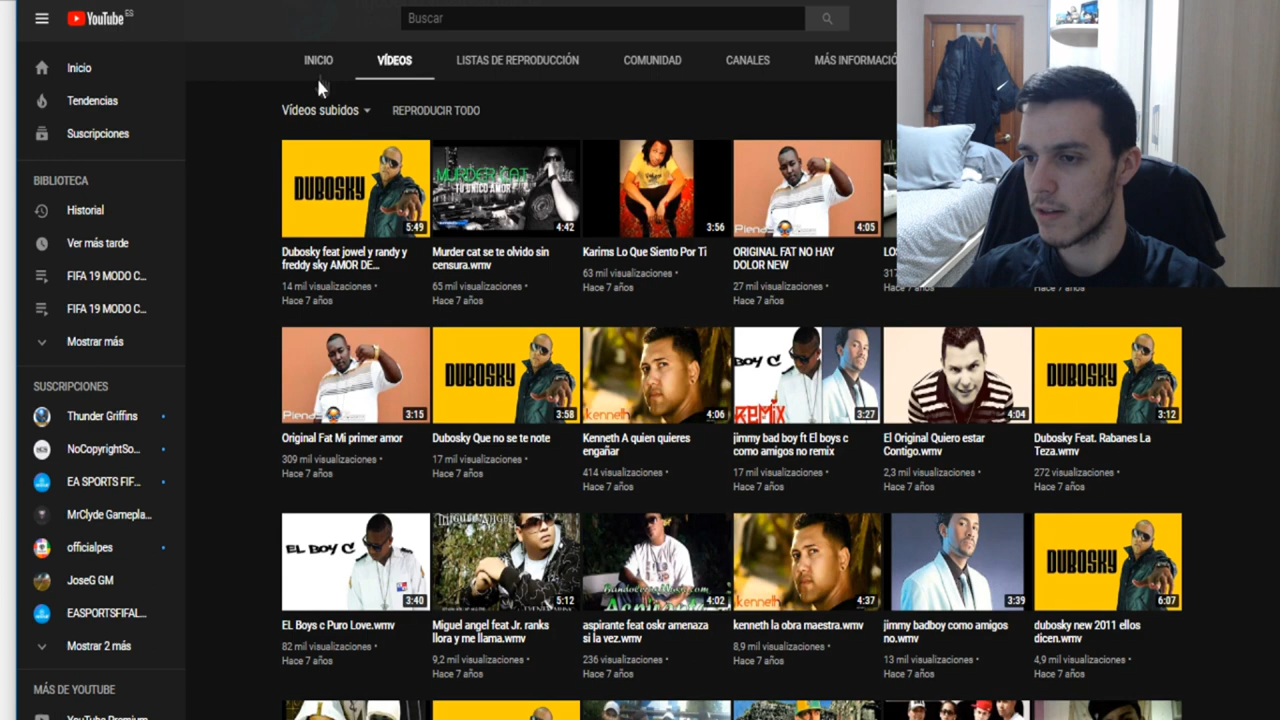 YouTube ES
Buscar
Inicio
Tendencias
Suscripciones
BIBLIOTECA
Historial
Ver más tarde
FIFA 19 MODO C...
FIFA 19 MODO C...
Mostrar más
SUSCRIPCIONES
Thunder Griffins
NoCopyrightSo...
EA SPORTS FIF...
MrClyde Gamepla...
officialpes
JoseG GM
EASPORTSFIFAL...
Mostrar 2 más
MÁS DE YOUTUBE
YouTube Premium
INICIO
VÍDEOS
LISTAS DE REPRODUCCIÓN
COMUNIDAD
CANALES
MÁS INFORMACIÓ
Vídeos subidos
REPRODUCIR TODO
DUBOSKY
5:49
MURDER CAT
TU UNICO AMOR
4:42
3:56
4:05
Dubosky feat jowel y randy y
freddy sky AMOR DE...
14 mil visualizaciones •
Hace 7 años
Murder cat se te olvido sin
censura.wmv
65 mil visualizaciones •
Hace 7 años
Karims Lo Que Siento Por Ti
63 mil visualizaciones •
Hace 7 años
ORIGINAL FAT NO HAY
DOLOR NEW
27 mil visualizaciones •
Hace 7 años
LO
317
Hace 7 años
Hace 7 años
3:15
DUBOSKY
3:58
kennelh
4:06
BOY C
REMIX
3:27
4:04
DUBOSKY
3:12
Original Fat Mi primer amor
309 mil visualizaciones •
Hace 7 años
Dubosky Que no se te note
17 mil visualizaciones •
Hace 7 años
Kenneth A quien quieres
engañar
414 visualizaciones •
Hace 7 años
jimmy bad boy ft El boys c
como amigos no remix
17 mil visualizaciones •
Hace 7 años
El Original Quiero estar
Contigo.wmv
2,3 mil visualizaciones •
Hace 7 años
Dubosky Feat. Rabanes La
Teza.wmv
272 visualizaciones •
Hace 7 años
EL BOY C
3:40
5:12
4:02
kennelh
4:37
3:39
DUBOSKY
6:07
EL Boys c Puro Love.wmv
82 mil visualizaciones •
Hace 7 años
Miguel angel feat Jr. ranks
llora y me llama.wmv
9,2 mil visualizaciones •
Hace 7 años
aspirante feat oskr amenaza
si la vez.wmv
236 visualizaciones •
Hace 7 años
kenneth la obra maestra.wmv
8,9 mil visualizaciones •
Hace 7 años
jimmy badboy como amigos
no.wmv
13 mil visualizaciones •
Hace 7 años
dubosky new 2011 ellos
dicen.wmv
4,9 mil visualizaciones •
Hace 7 años